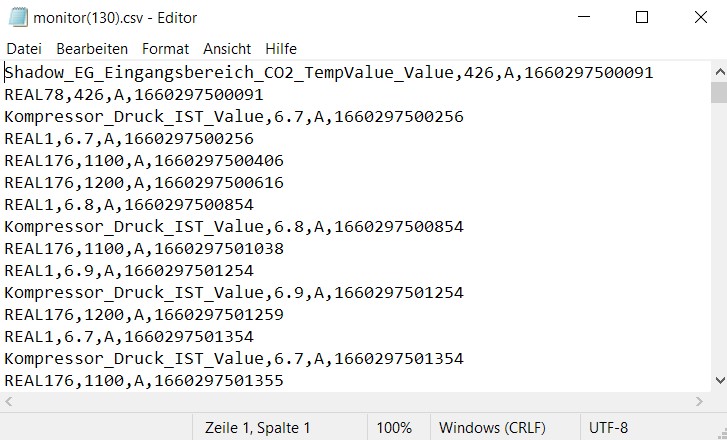 monitor(130).csv - Editor
Datei Bearbeiten Format Ansicht Hilfe
Shadow_EG_Eingangsbereich_CO2_TempValue_Value,426,A,1660297500091
REAL78,426,A,1660297500091
Kompressor_Druck_IST_Value,6.7,A,1660297500256
REAL1,6.7,A,1660297500256
REAL176,1100,A,1660297500406
REAL176,1200,A,1660297500616
REAL1,6.8,A,1660297500854
Kompressor_Druck_IST_Value,6.8,A,1660297500854
REAL176,1100,A,1660297501038
REAL1,6.9,A,1660297501254
Kompressor_Druck_IST_Value,6.9,A,1660297501254
REAL176,1200,A,1660297501259
REAL1,6.7,A,1660297501354
Kompressor_Druck_IST_Value,6.7,A,1660297501354
REAL176,1100,A,1660297501355
Zeile 1, Spalte 1 100% Windows (CRLF) UTF-8